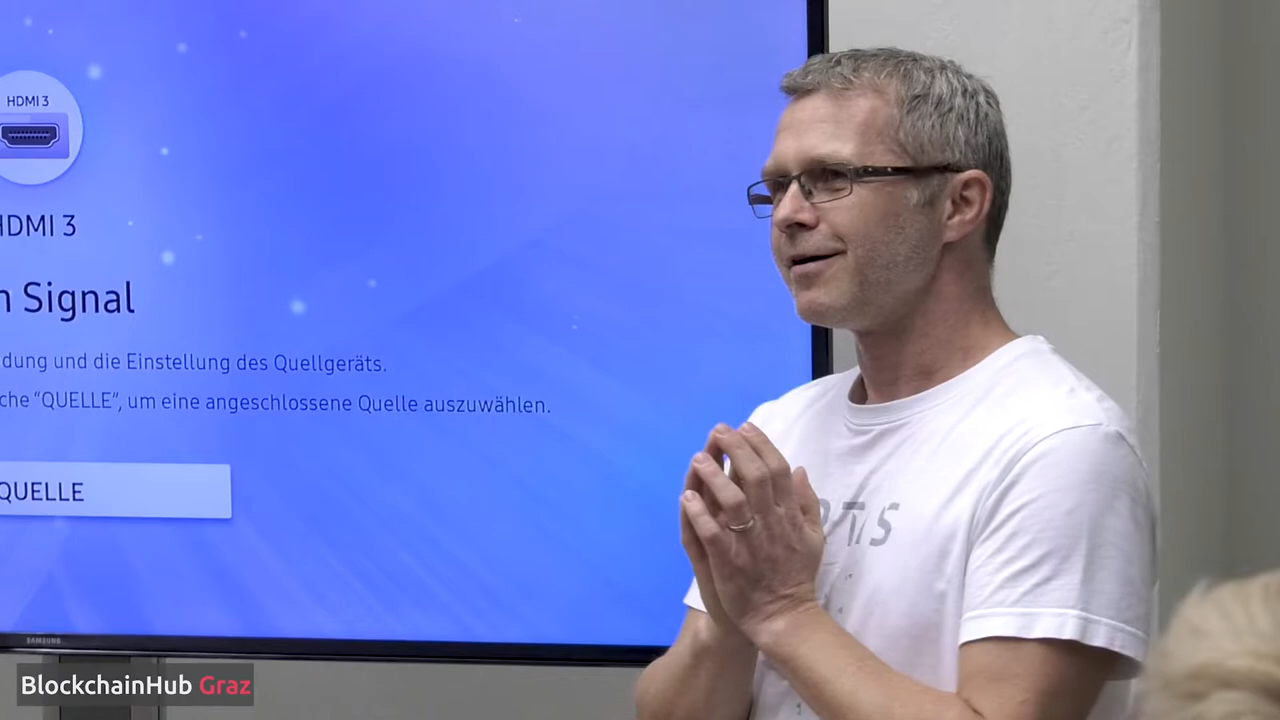 HDMI 3
HDMI 3
n Signal
dung und die Einstellung des Quellgeräts.
che “QUELLE”, um eine angeschlossene Quelle auszuwählen.
QUELLE
SAMSUNG
BlockchainHub Graz